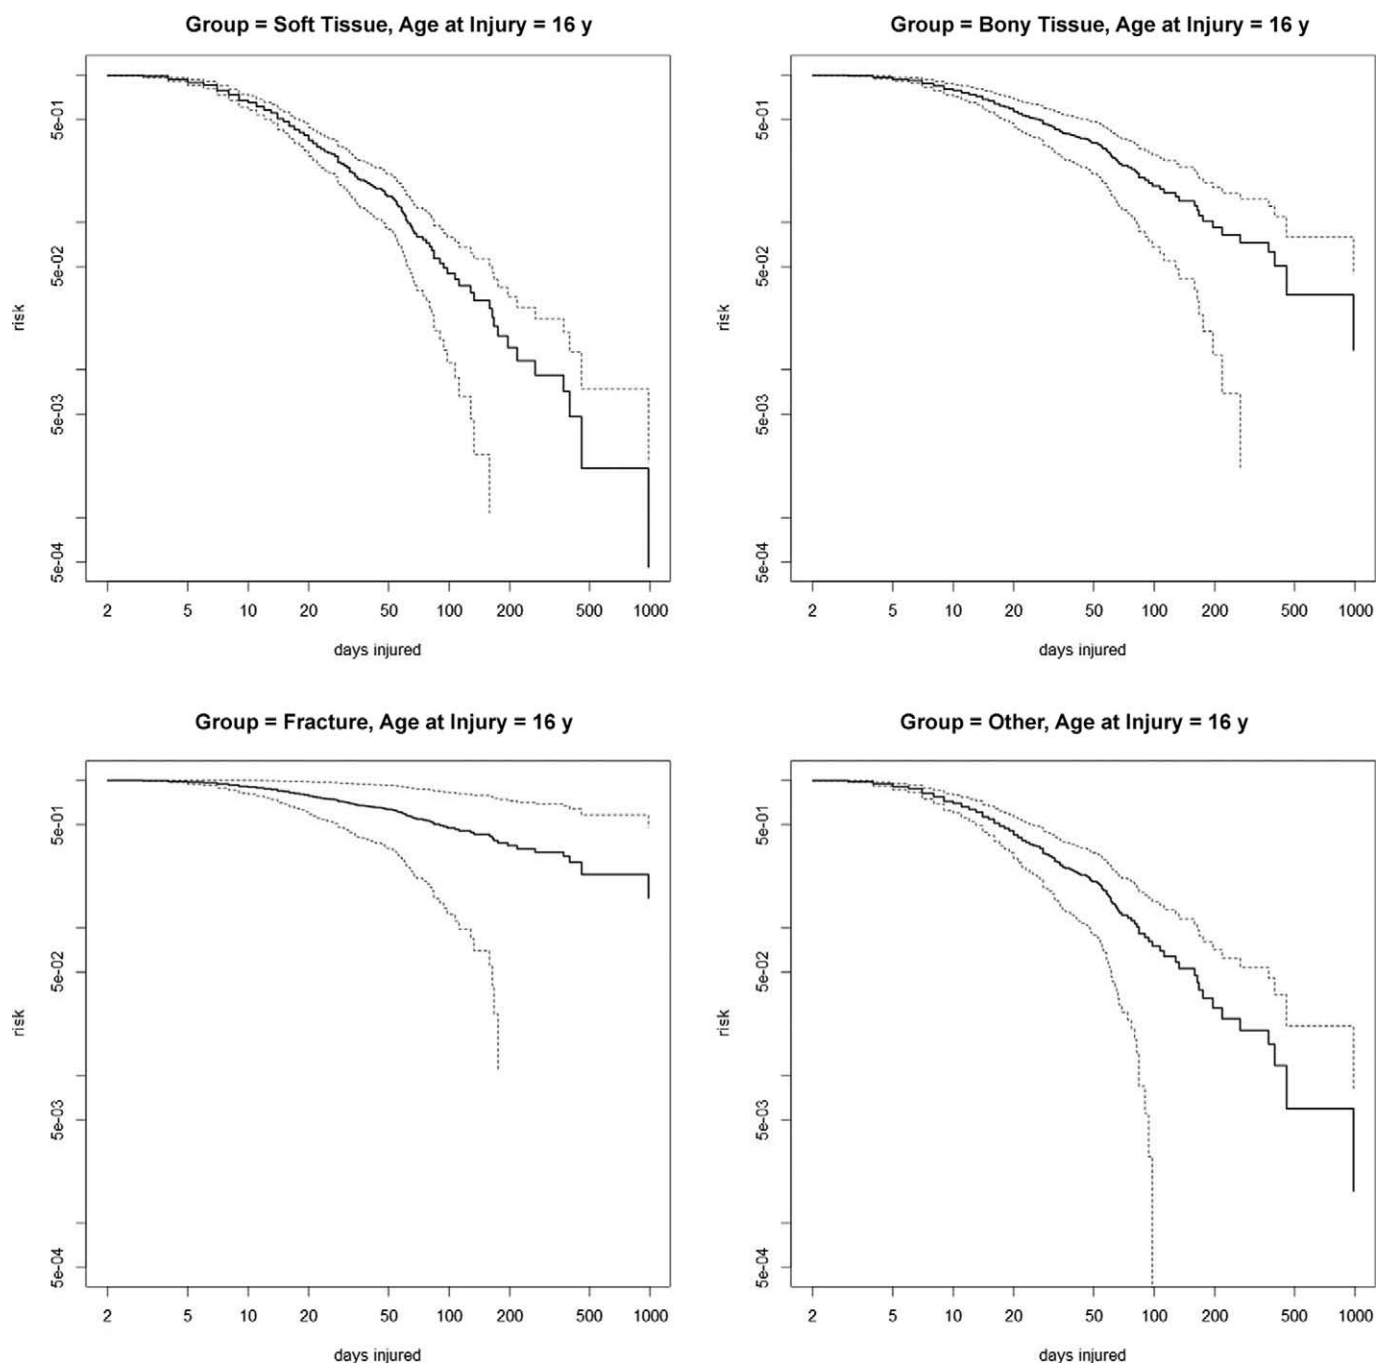 Group = Soft Tissue, Age at Injury = 16 y
risk
5e-01
5e-02
5e-03
5e-04
2 5 10 20 50 100 200 500 1000
days injured
Group = Bony Tissue, Age at Injury = 16 y
risk
5e-01
5e-02
5e-03
5e-04
2 5 10 20 50 100 200 500 1000
days injured
Group = Fracture, Age at Injury = 16 y
risk
5e-01
5e-02
5e-03
5e-04
2 5 10 20 50 100 200 500 1000
days injured
Group = Other, Age at Injury = 16 y
risk
5e-01
5e-02
5e-03
5e-04
2 5 10 20 50 100 200 500 1000
days injured